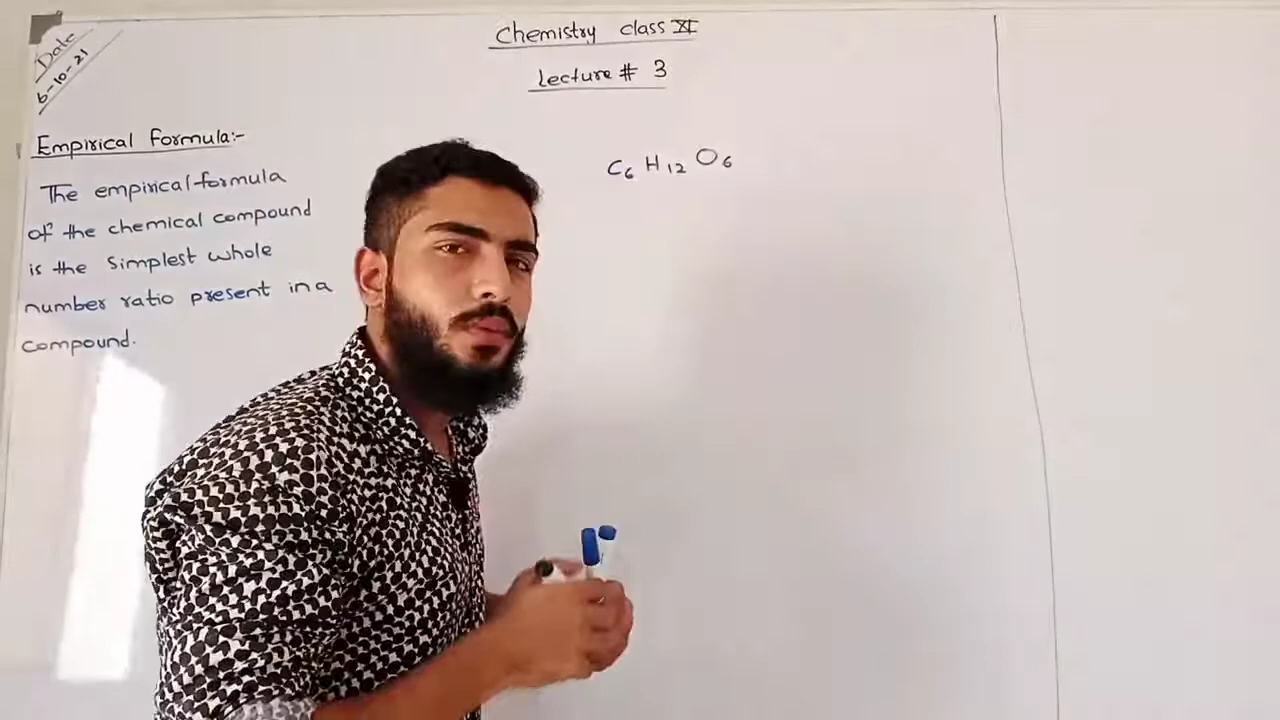 Date
6-10-21
Chemistry class XI
Lecture # 3
Empirical formula:-
The empirical formula
of the chemical compound
is the simplest whole
number ratio present in a
compound.
C6 H12 O6